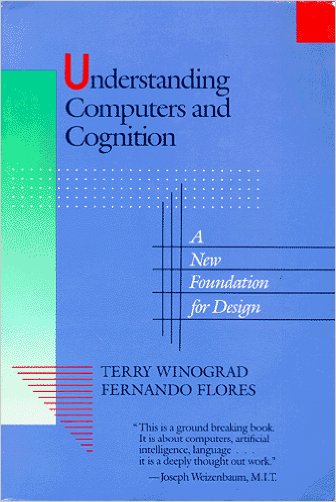 Understanding
Computers and
Cognition
A
New
Foundation
for Design
TERRY WINOGRAD
FERNANDO FLORES
"This is a ground breaking book.
It is about computers, artificial
intelligence, language . . .
it is a deeply thought out work."
—Joseph Weizenbaum, M.I.T.